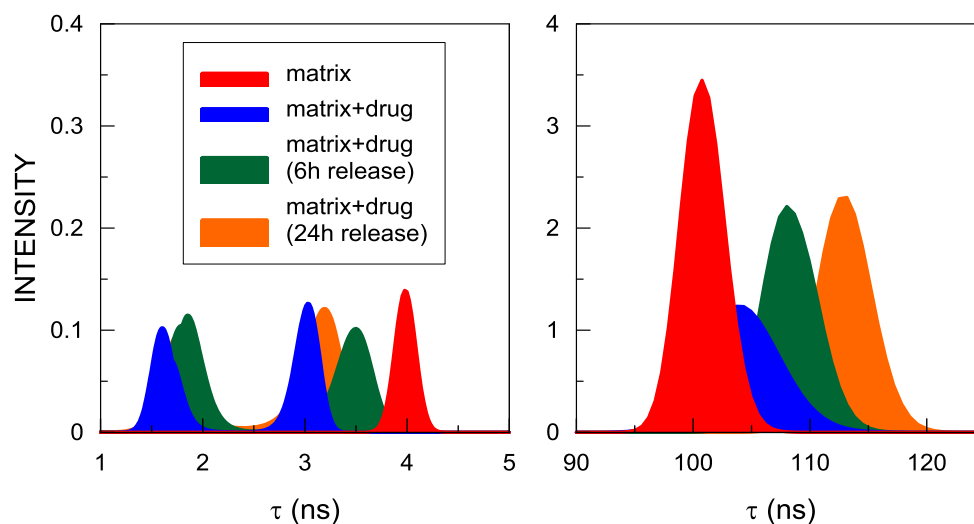 0.4
0.3
0.2
0.1
0
INTENSITY
1
2
3
4
5
τ (ns)
matrix
matrix+drug
matrix+drug
(6h release)
matrix+drug
(24h release)
4
3
2
1
0
90
100
110
120
τ (ns)